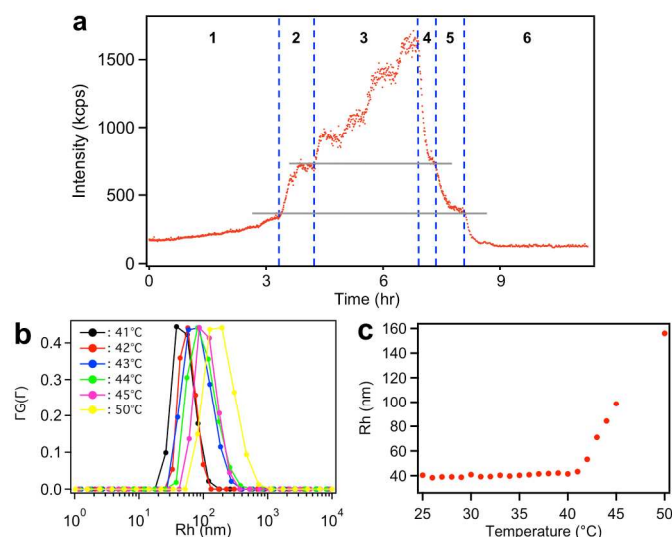 a
1 2 3 4 5 6
1500
1000
500
0
Intensity (kcps)
0 3 6 9
Time (hr)
b
: 41℃
: 42℃
: 43℃
: 44℃
: 45℃
: 50℃
0.4
0.3
0.2
0.1
0.0
ΓG(Γ)
10⁰ 10¹ 10² 10³ 10⁴
Rh (nm)
c
160
140
120
100
80
60
40
20
Rh (nm)
25 30 35 40 45 50
Temperature (°C)